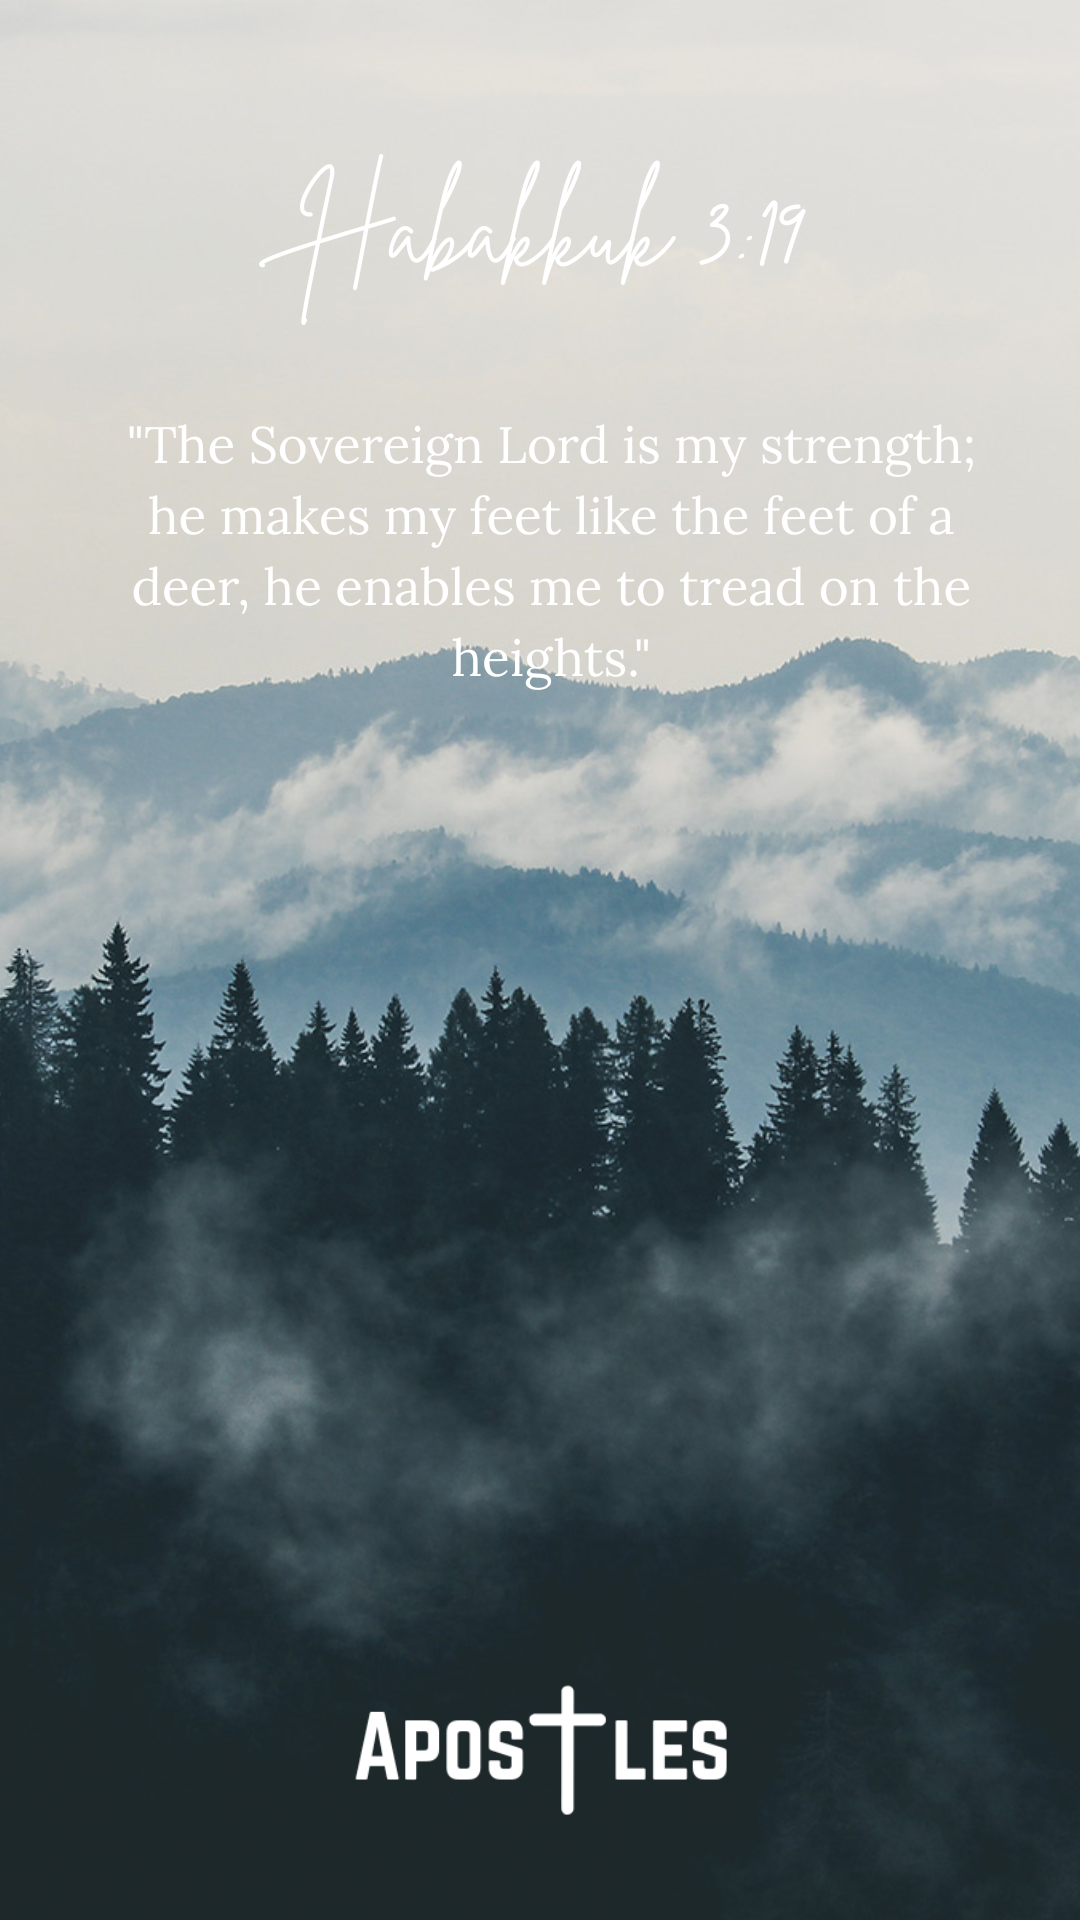 Habakkuk 3:19
"The Sovereign Lord is my strength;
he makes my feet like the feet of a
deer, he enables me to tread on the
heights."
APOSTLES